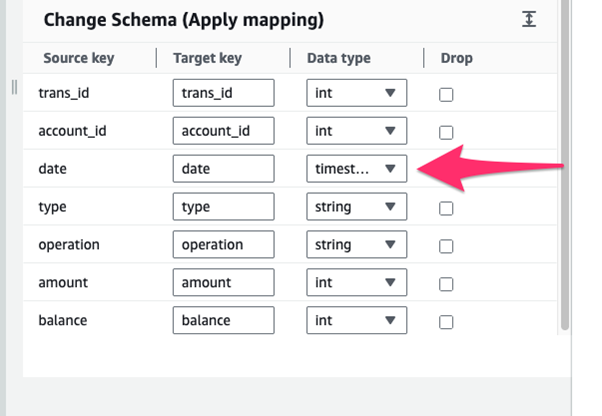 Change Schema (Apply mapping)
Source key Target key Data type Drop
trans_id trans_id int
account_id account_id int
date date timest...
type type string
operation operation string
amount amount int
balance balance int